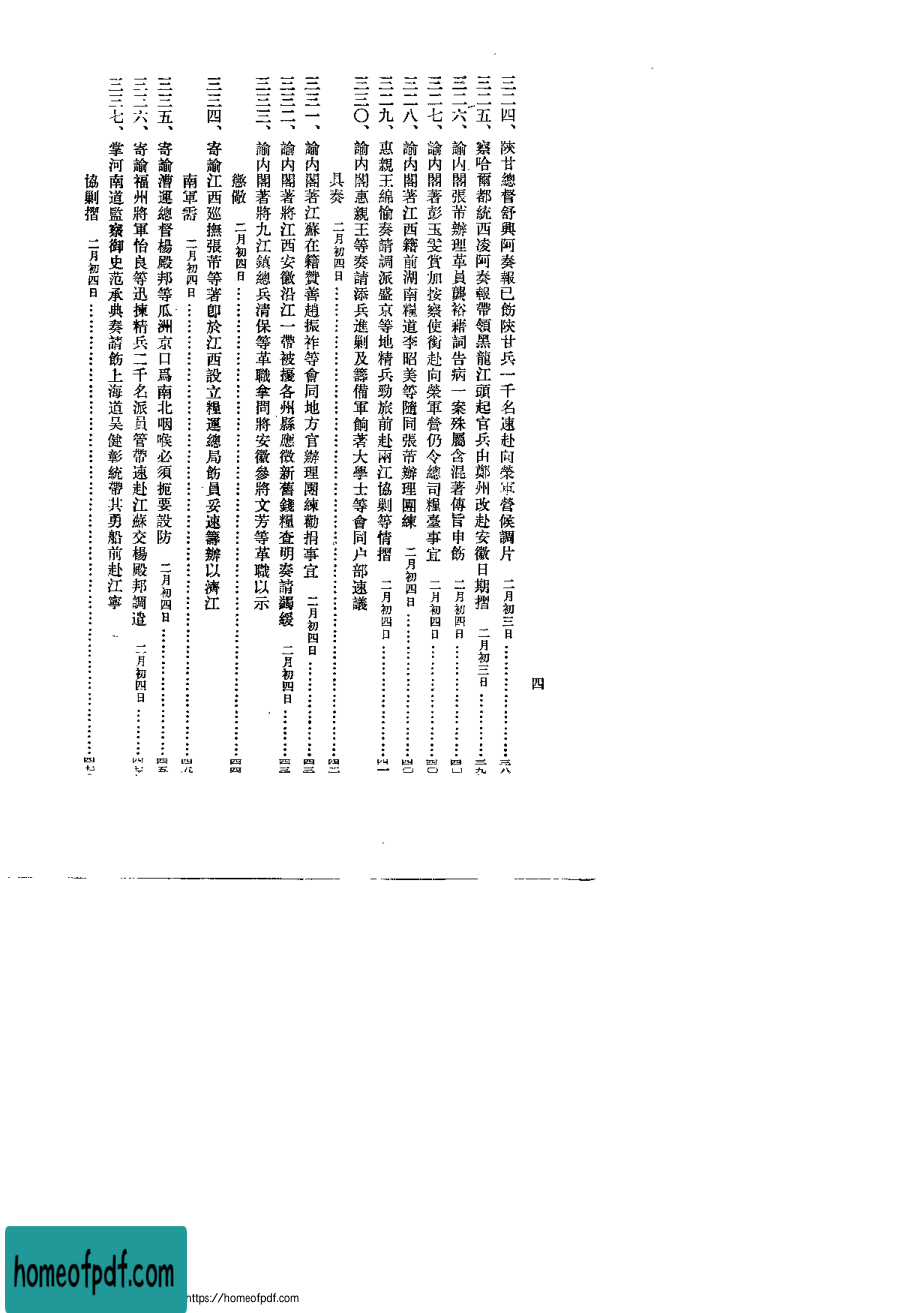 四
三二四、陝甘總督舒興阿奏報已飭陝甘兵一千名速赴向榮軍營候調片 二月初三日…………三八
三二五、察哈爾都統西凌阿奏報帶領黑龍江頭起官兵由鄭州改赴安徽日期摺 二月初三日…………三九
三二六、諭內閣張芾辦理革員龔裕藉詞告病一案殊屬含混著傳旨申飭 二月初四日…………四〇
三二七、諭內閣著彭玉雯賞加按察使銜赴向榮軍營仍令總司糧臺事宜 二月初四日…………四〇
三二八、諭內閣著江西籍前湖南糧道李昭美等隨同張芾辦理團練 二月初四日…………四〇
三二九、惠親王綿愉奏請調派盛京等地精兵勁旅前赴兩江協剿等情摺 二月初四日…………四一
三三〇、諭內閣惠親王等奏請添兵進剿及籌備軍餉著大學士等會同户部速議
具奏 二月初四日…………四二
三三一、諭內閣著江蘇在籍贊善趙振祚等會同地方官辦理團練勸捐事宜 二月初四日…………四三
三三二、諭內閣著將江西安徽沿江一帶被擾各州縣應徵新舊錢糧查明奏請蠲緩 二月初四日…………四三
三三三、諭內閣著將九江鎮總兵清保等革職拿問將安徽參將文芳等革職以示
懲儆 二月初四日…………四四
三三四、寄諭江西巡撫張芾等著卽於江西設立糧運總局飭員妥速籌辦以濟江
南軍需 二月初四日…………
三三五、寄諭漕運總督楊殿邦等瓜洲京口爲南北咽喉必須扼要設防 二月初四日…………四五
三三六、寄諭福州將軍怡良等迅揀精兵二千名派員管帶速赴江蘇交楊殿邦調遣 二月初四日…………
三三七、掌河南道監察御史范承典奏請飭上海道吴健彰統帶其勇船前赴江寧
協剿摺 二月初四日…………四七
homeofpdf.com
https://homeofpdf.com